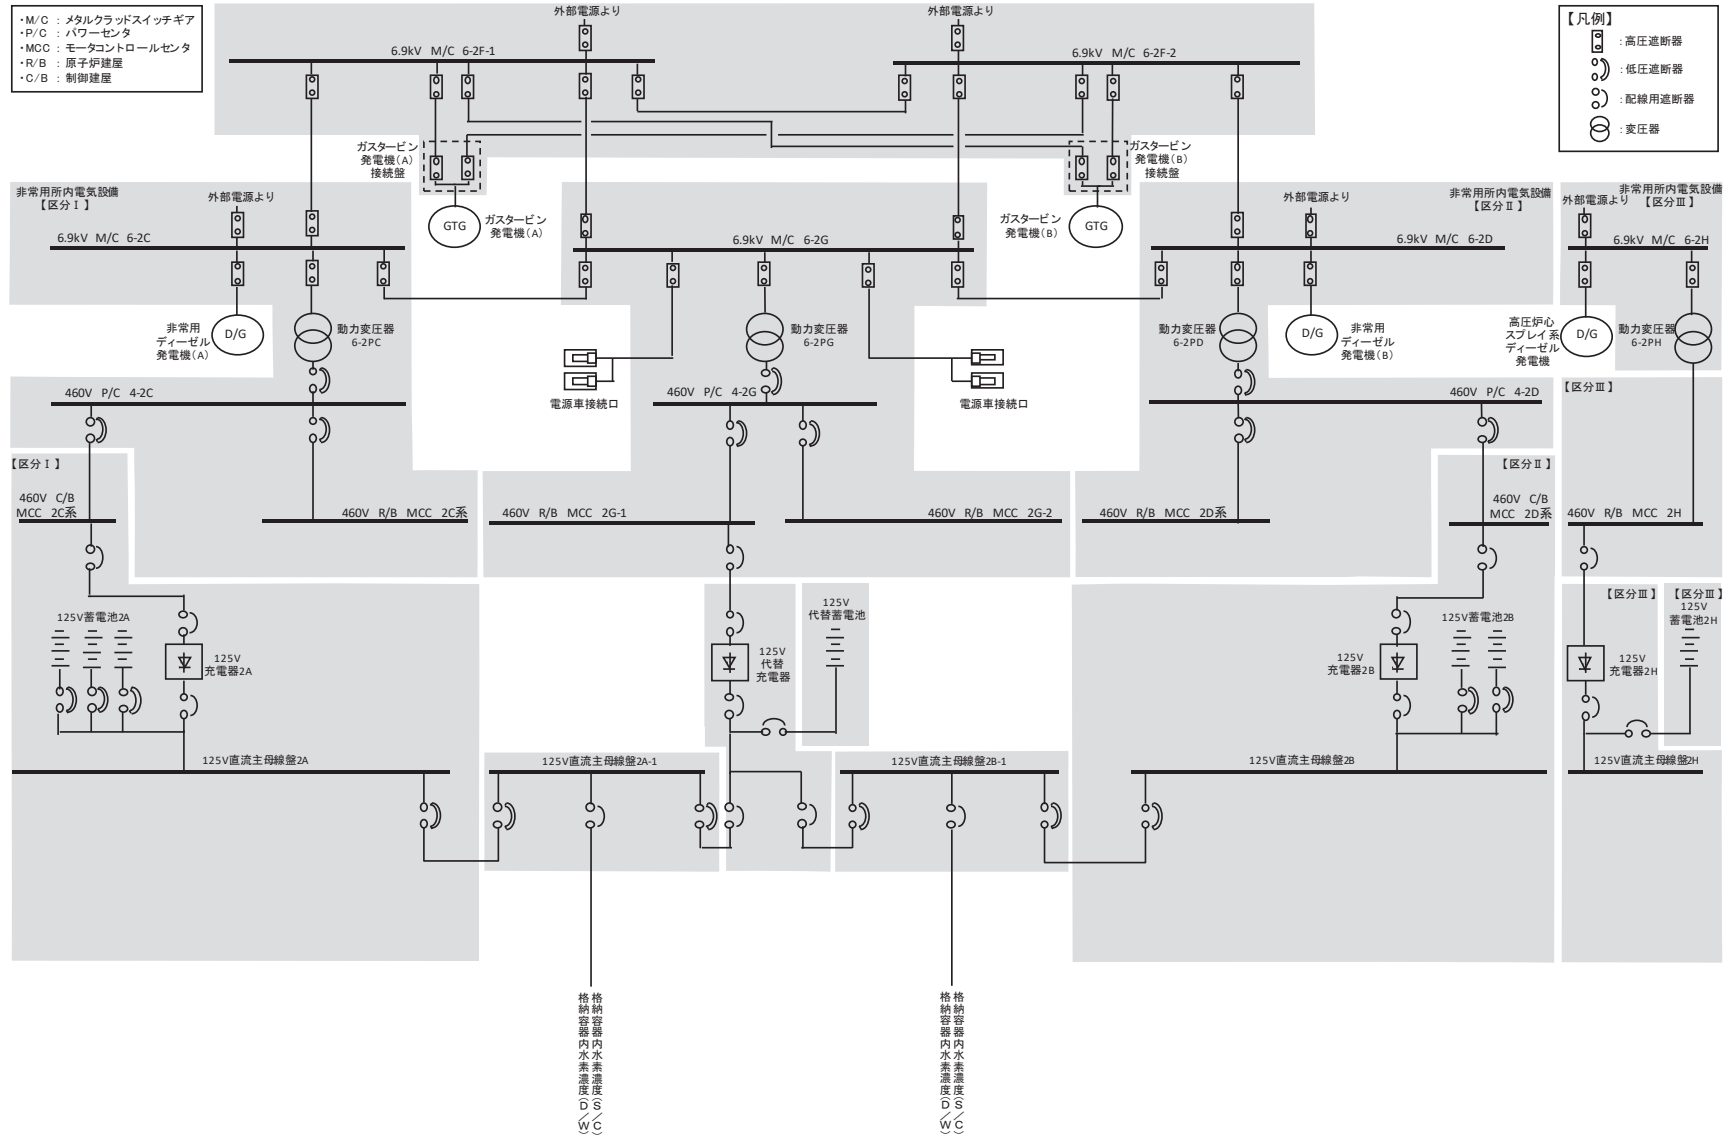 ・M/C : メタルクラッドスイッチギア
・P/C : パワーセンタ
・MCC : モータコントロールセンタ
・R/B : 原子炉建屋
・C/B : 制御建屋
外部電源より
外部電源より
【凡例】
: 高圧遮断器
: 低圧遮断器
: 配線用遮断器
: 変圧器
6.9kV M/C 6-2F-1
6.9kV M/C 6-2F-2
ガスタービン
発電機(A)
接続盤
ガスタービン
発電機(B)
接続盤
GTG
ガスタービン
発電機(A)
ガスタービン
発電機(B)
GTG
非常用所内電気設備
【区分Ⅰ】
外部電源より
外部電源より
非常用所内電気設備
【区分Ⅱ】
外部電源より
非常用所内電気設備
【区分Ⅲ】
6.9kV M/C 6-2C
6.9kV M/C 6-2G
6.9kV M/C 6-2D
6.9kV M/C 6-2H
非常用
ディーゼル
発電機(A)
D/G
動力変圧器
6-2PC
動力変圧器
6-2PG
動力変圧器
6-2PD
D/G
非常用
ディーゼル
発電機(B)
高圧炉心
スプレイ系
ディーゼル
発電機
D/G
動力変圧器
6-2PH
460V P/C 4-2C
電源車接続口
460V P/C 4-2G
電源車接続口
460V P/C 4-2D
【区分Ⅲ】
【区分Ⅰ】
【区分Ⅱ】
460V C/B
MCC 2C系
460V R/B MCC 2C系
460V R/B MCC 2G-1
460V R/B MCC 2G-2
460V R/B MCC 2D系
460V C/B
MCC 2D系
460V R/B MCC 2H
【区分Ⅲ】
【区分Ⅲ】
125V蓄電池2A
125V
充電器2A
125V
代替
充電器
125V
代替蓄電池
125V
充電器2B
125V蓄電池2B
125V
充電器2H
125V
蓄電池2H
125V直流主母線盤2A
125V直流主母線盤2A-1
125V直流主母線盤2B-1
125V直流主母線盤2B
125V直流主母線盤2H
格納容器内水素濃度(S/C)
格納容器内水素濃度(D/W)
格納容器内水素濃度(S/C)
格納容器内水素濃度(D/W)